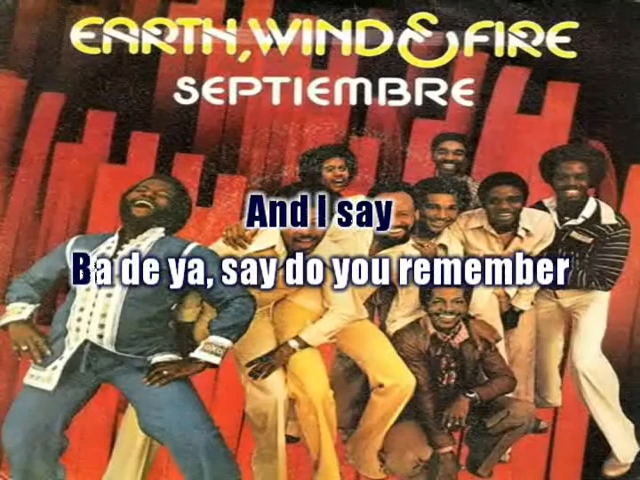 EARTH, WIND & FIRE
SEPTIEMBRE
And I say
Ba de ya, say do you remember